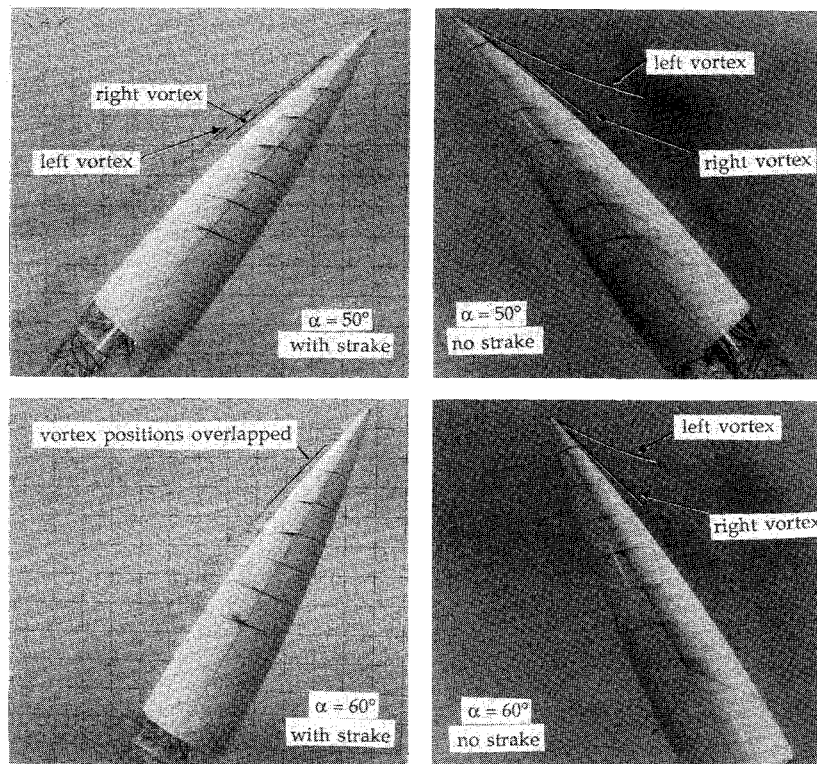 right vortex
left vortex
α = 50°
with strake
left vortex
right vortex
α = 50°
no strake
vortex positions overlapped
α = 60°
with strake
left vortex
right vortex
α = 60°
no strake